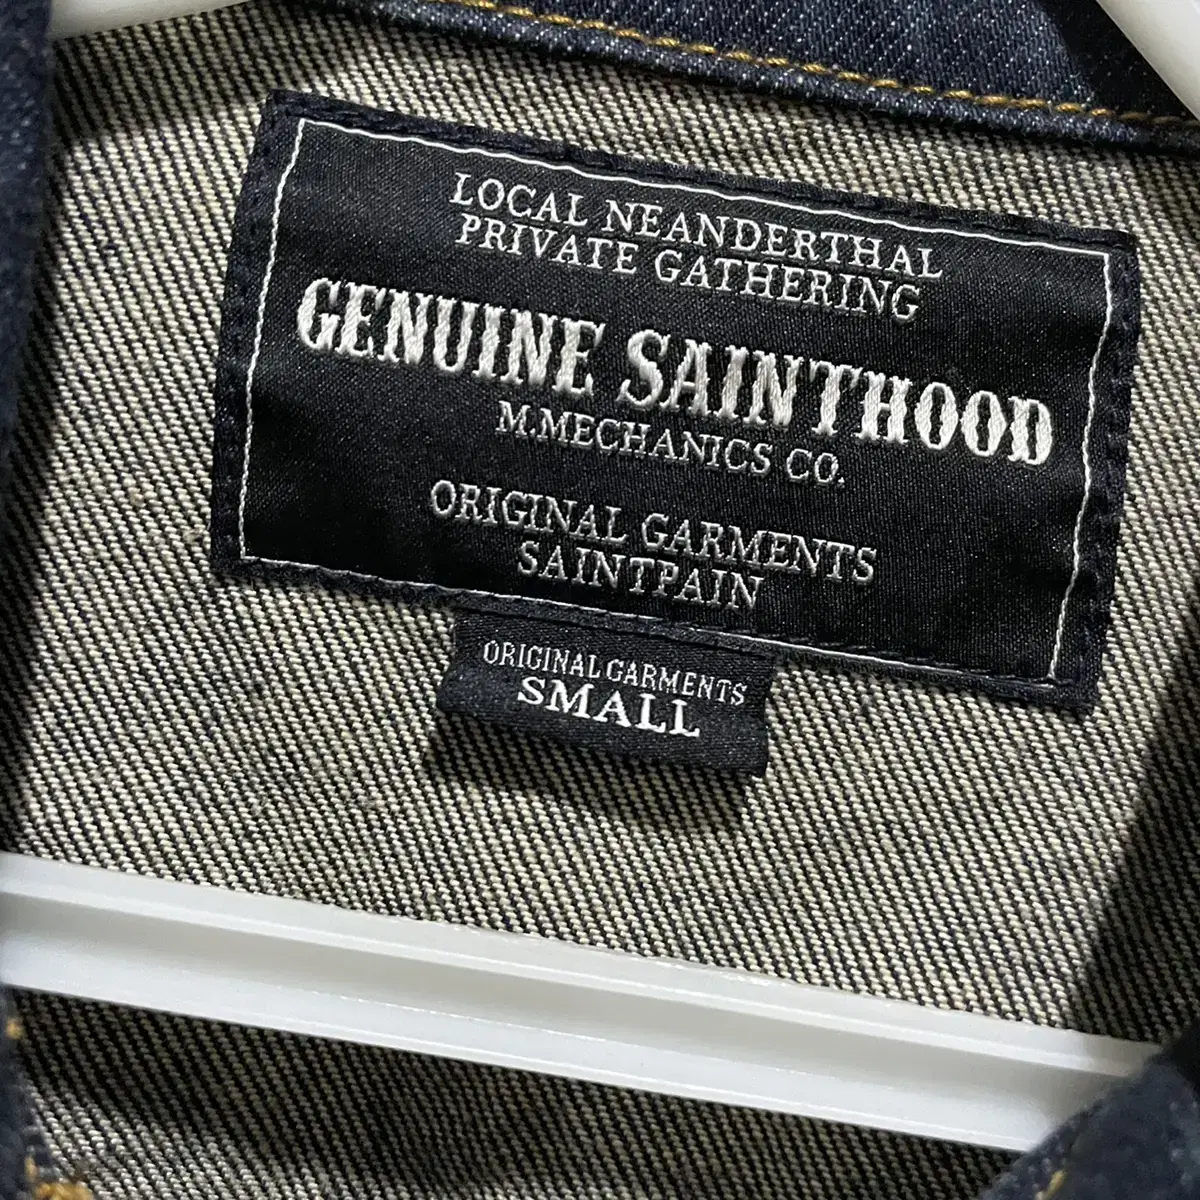 LOCAL NEANDERTHAL
PRIVATE GATHERING
GENUINE SAINTHOOD
M.MECHANICS CO.
ORIGINAL GARMENTS
SAINTPAIN
ORIGINAL GARMENTS
SMALL